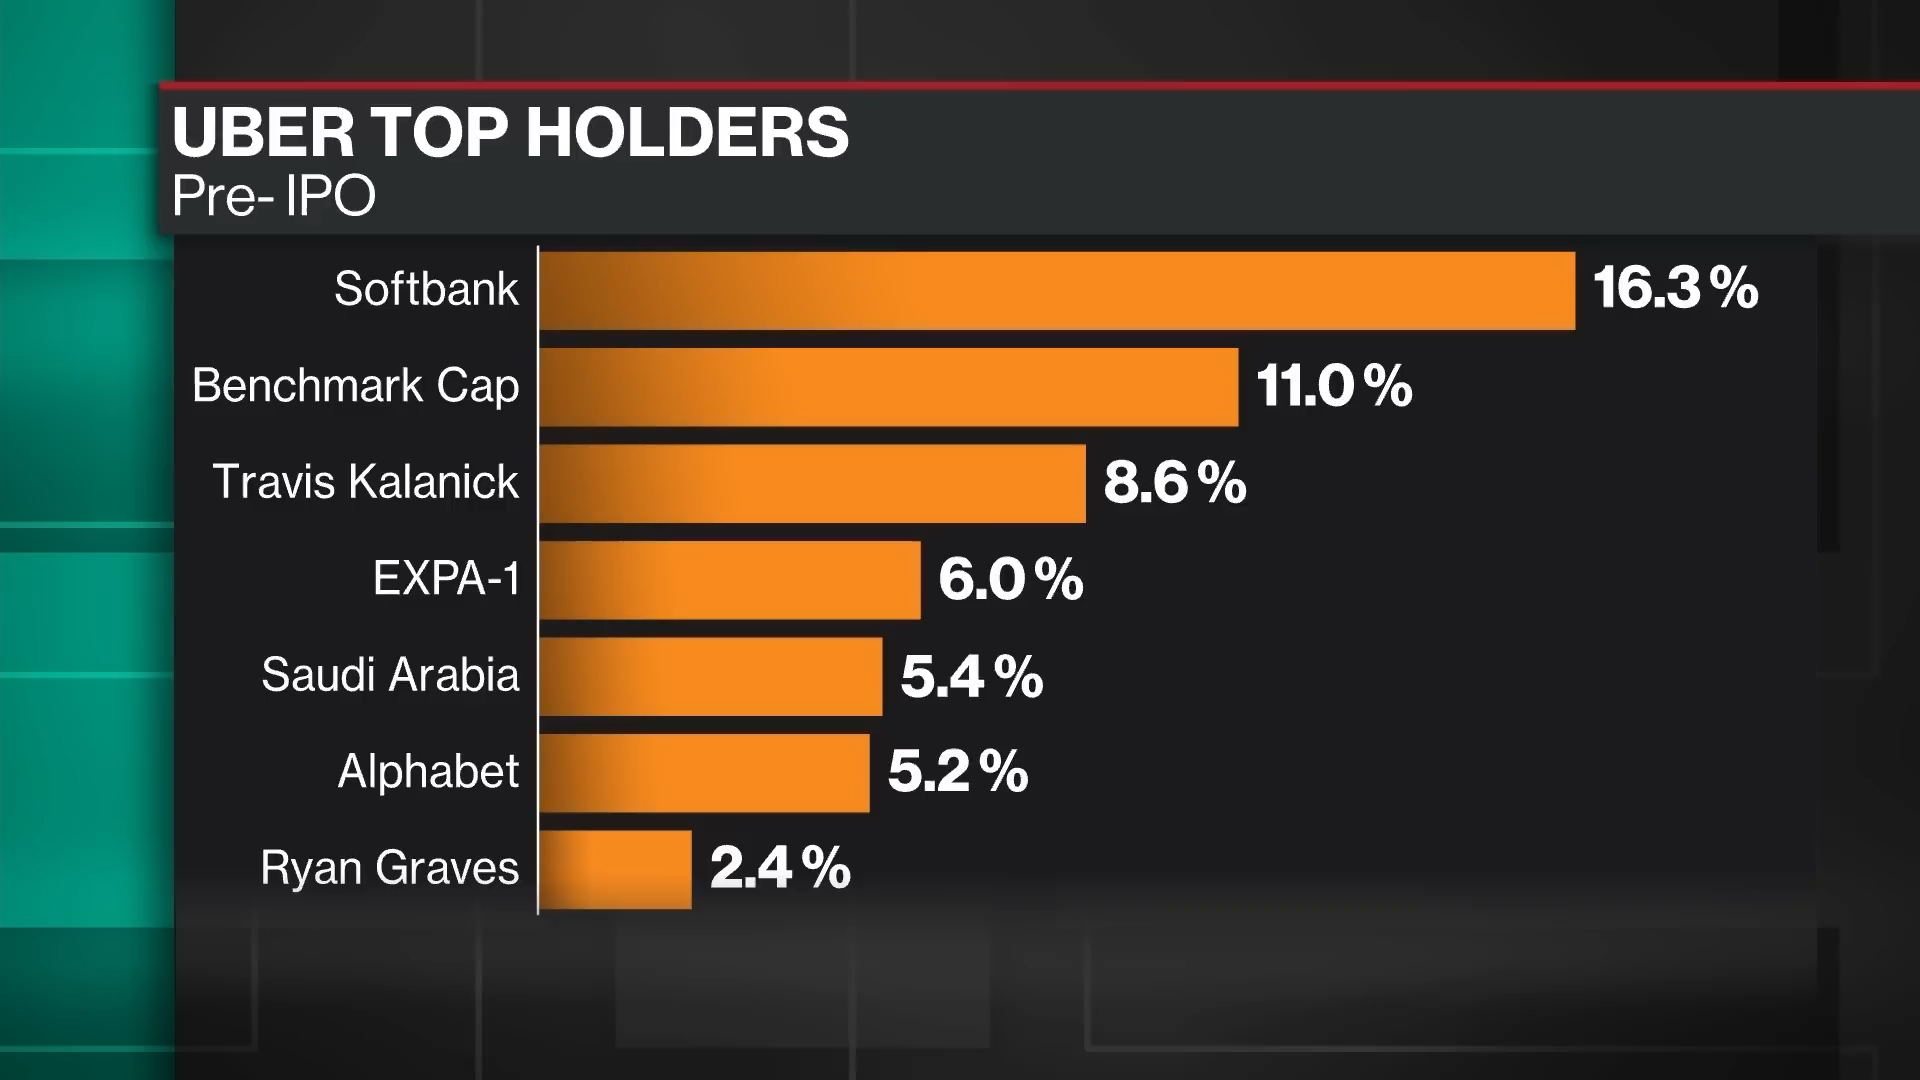 UBER TOP HOLDERS
Pre- IPO
Softbank 16.3%
Benchmark Cap 11.0%
Travis Kalanick 8.6%
EXPA-1 6.0%
Saudi Arabia 5.4%
Alphabet 5.2%
Ryan Graves 2.4%